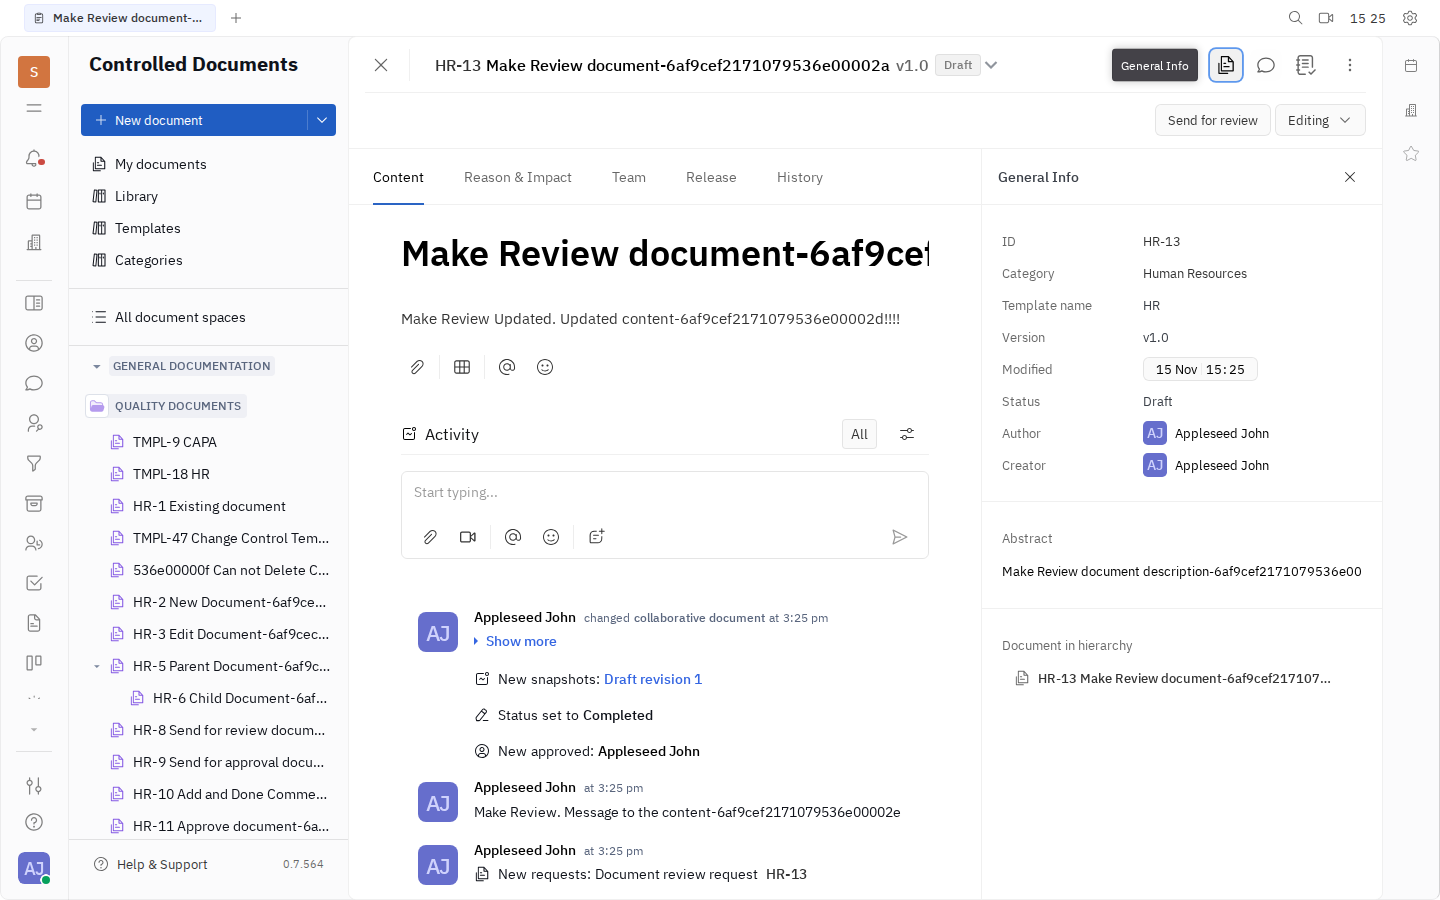 Make Review document-...
15 25
S
Controlled Documents
New document
My documents
Library
Templates
Categories
All document spaces
GENERAL DOCUMENTATION
QUALITY DOCUMENTS
TMPL-9 CAPA
TMPL-18 HR
HR-1 Existing document
TMPL-47 Change Control Tem...
536e00000f Can not Delete C...
HR-2 New Document-6af9ce...
HR-3 Edit Document-6af9cec...
HR-5 Parent Document-6af9c...
HR-6 Child Document-6af...
HR-8 Send for review docum...
HR-9 Send for approval docu...
HR-10 Add and Done Comme...
HR-11 Approve document-6a...
Help & Support 0.7.564
AJ
HR-13 Make Review document-6af9cef2171079536e00002a v1.0 Draft
General Info
Send for review Editing
Content Reason & Impact Team Release History
Make Review document-6af9cef
Make Review Updated. Updated content-6af9cef2171079536e00002d!!!!
Activity All
Start typing...
AJ Appleseed John changed collaborative document at 3:25 pm
Show more
New snapshots: Draft revision 1
Status set to Completed
New approved: Appleseed John
AJ Appleseed John at 3:25 pm
Make Review. Message to the content-6af9cef2171079536e00002e
AJ Appleseed John at 3:25 pm
New requests: Document review request HR-13
General Info
ID HR-13
Category Human Resources
Template name HR
Version v1.0
Modified 15 Nov 15:25
Status Draft
Author AJ Appleseed John
Creator AJ Appleseed John
Abstract
Make Review document description-6af9cef2171079536e00
Document in hierarchy
HR-13 Make Review document-6af9cef217107...